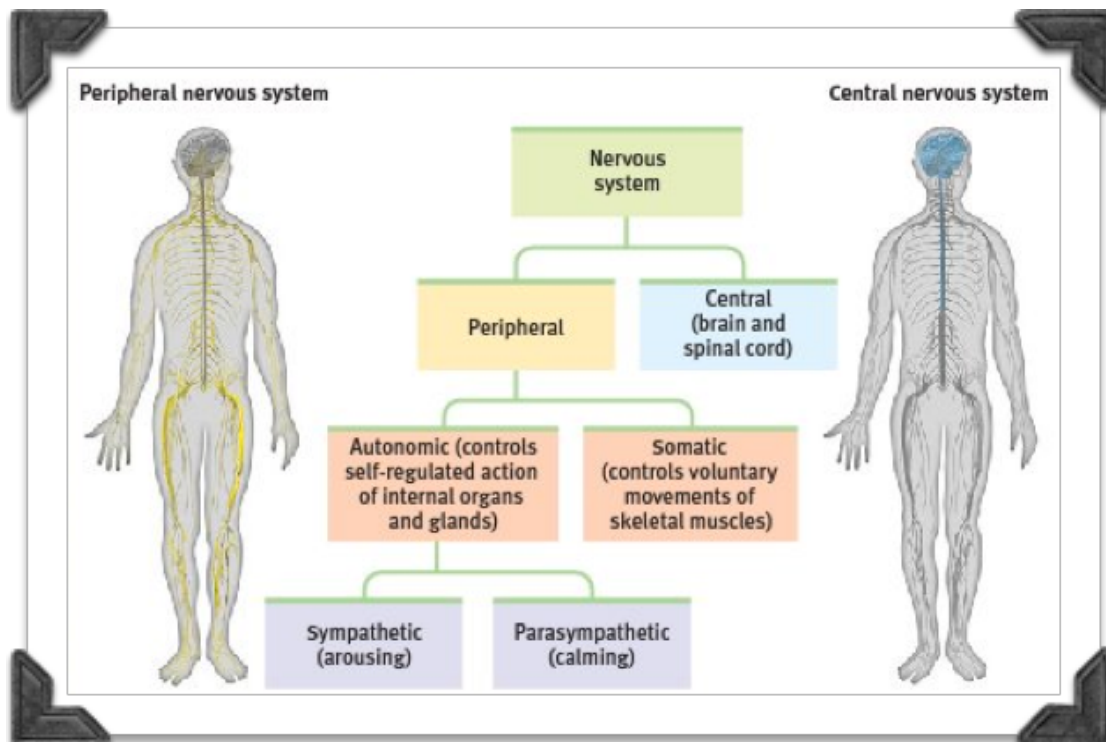 Peripheral nervous system
Central nervous system
Nervous
system
Peripheral
Central
(brain and
spinal cord)
Autonomic (controls
self-regulated action
of internal organs
and glands)
Somatic
(controls voluntary
movements of
skeletal muscles)
Sympathetic
(arousing)
Parasympathetic
(calming)